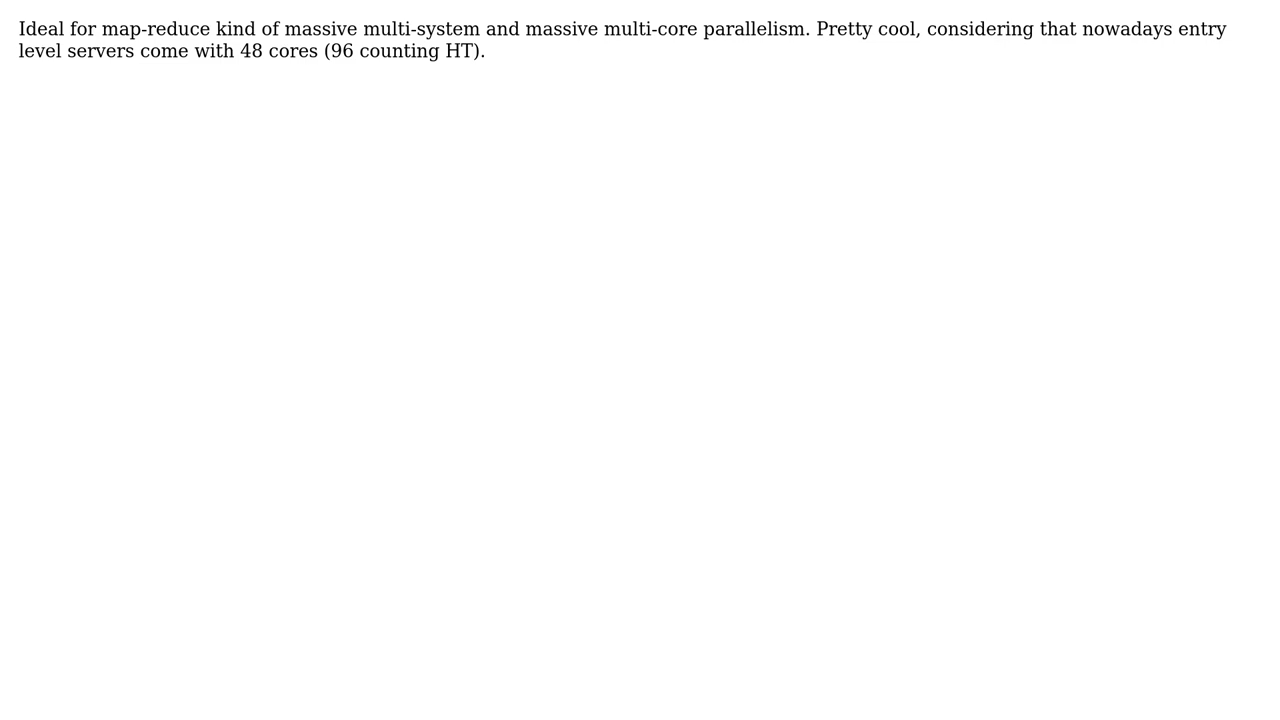 Ideal for map-reduce kind of massive multi-system and massive multi-core parallelism. Pretty cool, considering that nowadays entry
level servers come with 48 cores (96 counting HT).